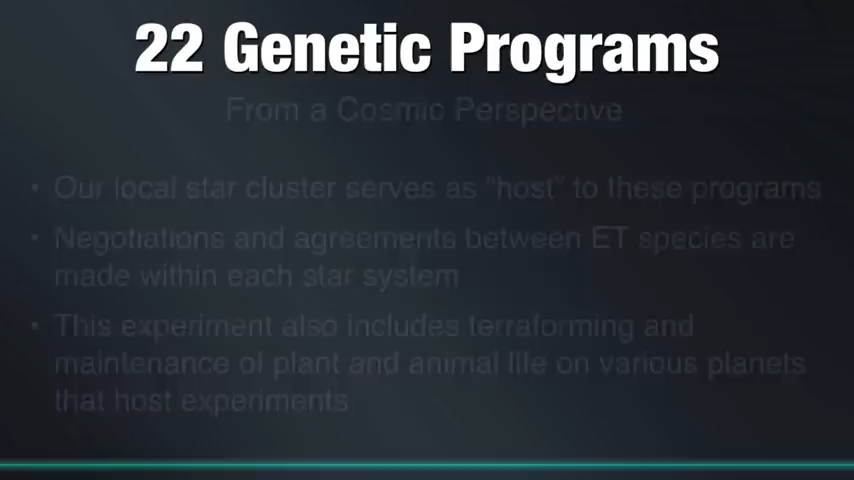 22 Genetic Programs
From a Cosmic Perspective
• Our local star cluster serves as “host” to these programs
• Negotiations and agreements between ET species are
made within each star system
• This experiment also includes terraforming and
maintenance of plant and animal life on various planets
that host experiments